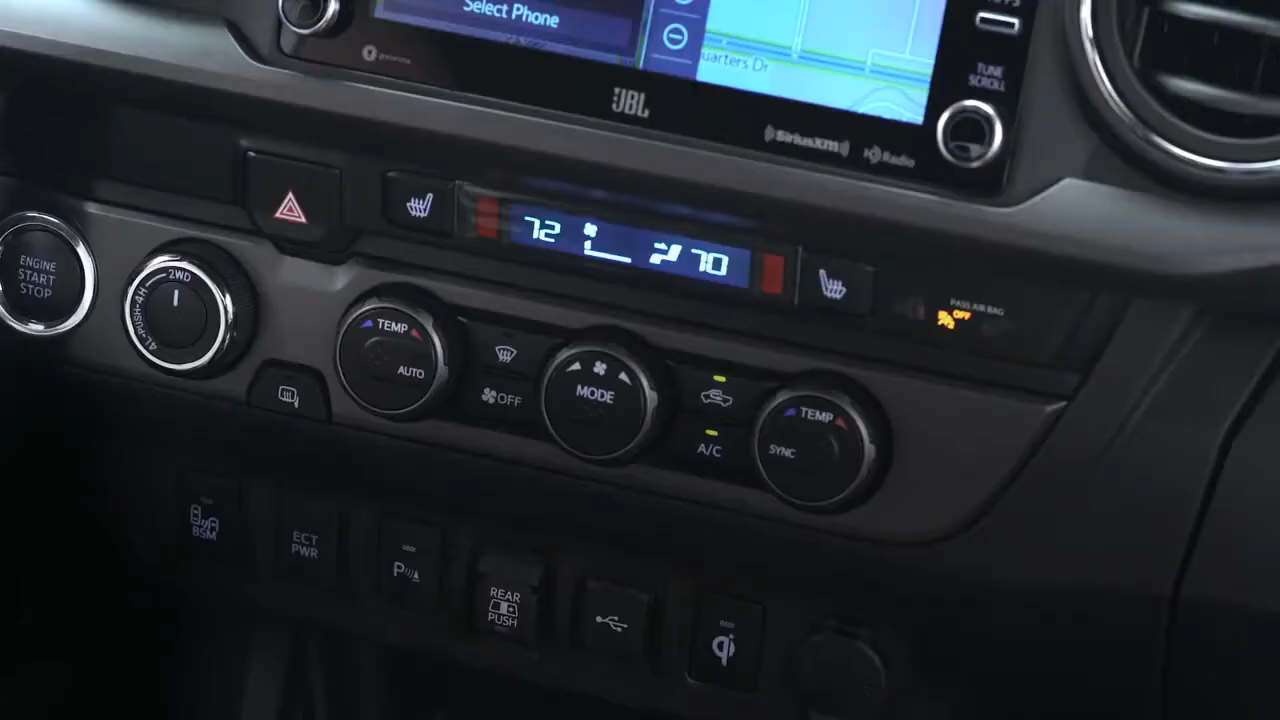 Select Phone
uarters Dr
TUNE
SCROLL
JBL
SiriusXM
HD Radio
72
70
PASS AIR BAG
OFF
ENGINE
START
STOP
2WD
4H
4L-PUSH
TEMP
AUTO
OFF
MODE
A/C
TEMP
SYNC
BSM
ECT
PWR
P
REAR
PUSH